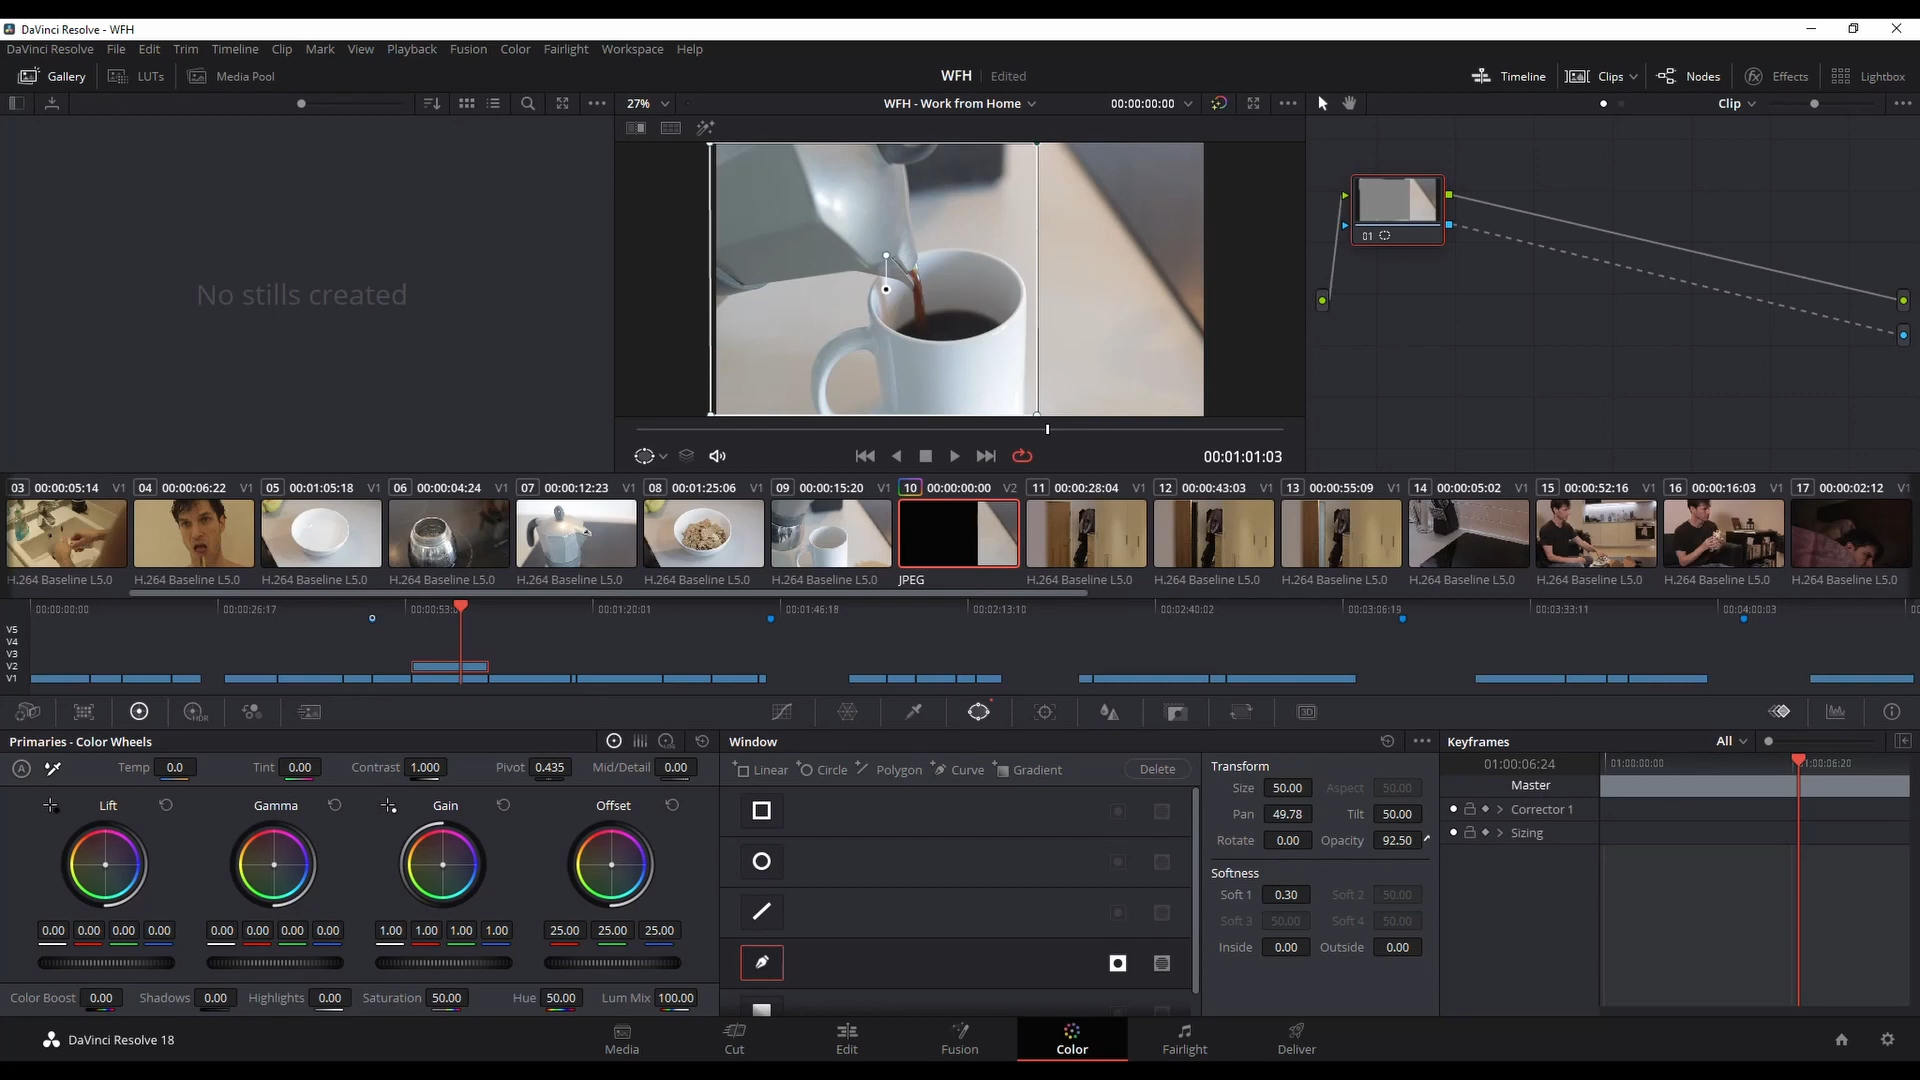 DaVinci Resolve - WFH
DaVinci Resolve File Edit Trim Timeline Clip Mark View Playback Fusion Color Fairlight Workspace Help
Gallery LUTs Media Pool WFH Edited Timeline Clips Nodes Effects Lightbox
27% WFH - Work from Home 00:00:00:00 Clip
No stills created
01
00:01:01:03
03 00:00:05:14 V1 04 00:00:06:22 V1 05 00:01:05:18 V1 06 00:00:04:24 V1 07 00:00:12:23 V1 08 00:01:25:06 V1 09 00:00:15:20 V1 10 00:00:00:00 V2 11 00:00:28:04 V1 12 00:00:43:03 V1 13 00:00:55:09 V1 14 00:00:05:02 V1 15 00:00:52:16 V1 16 00:00:16:03 V1 17 00:00:02:12 V1
H.264 Baseline L5.0 H.264 Baseline L5.0 H.264 Baseline L5.0 H.264 Baseline L5.0 H.264 Baseline L5.0 H.264 Baseline L5.0 H.264 Baseline L5.0 JPEG H.264 Baseline L5.0 H.264 Baseline L5.0 H.264 Baseline L5.0 H.264 Baseline L5.0 H.264 Baseline L5.0 H.264 Baseline L5.0 H.264 Baseline L5.0
00:00:00:00 00:00:26:17 00:00:53: 00:01:20:01 00:01:46:18 00:02:13:10 00:02:40:02 00:03:06:19 00:03:33:11 00:04:00:03
V5
V4
V3
V2
V1
HDR 3D
Primaries - Color Wheels Window Keyframes All
A Temp 0.0 Tint 0.00 Contrast 1.000 Pivot 0.435 Mid/Detail 0.00
Linear Circle Polygon Curve Gradient Delete
Transform
01:00:06:24 01:00:00:00 01:00:06:20
Size 50.00 Aspect 50.00
Master
Lift Gamma Gain Offset
Pan 49.78 Tilt 50.00
Corrector 1
Rotate 0.00 Opacity 92.50
Sizing
Softness
Soft 1 0.30 Soft 2 50.00
Soft 3 50.00 Soft 4 50.00
0.00 0.00 0.00 0.00 0.00 0.00 0.00 0.00 1.00 1.00 1.00 1.00 25.00 25.00 25.00
Inside 0.00 Outside 0.00
Color Boost 0.00 Shadows 0.00 Highlights 0.00 Saturation 50.00 Hue 50.00 Lum Mix 100.00
DaVinci Resolve 18 Media Cut Edit Fusion Color Fairlight Deliver